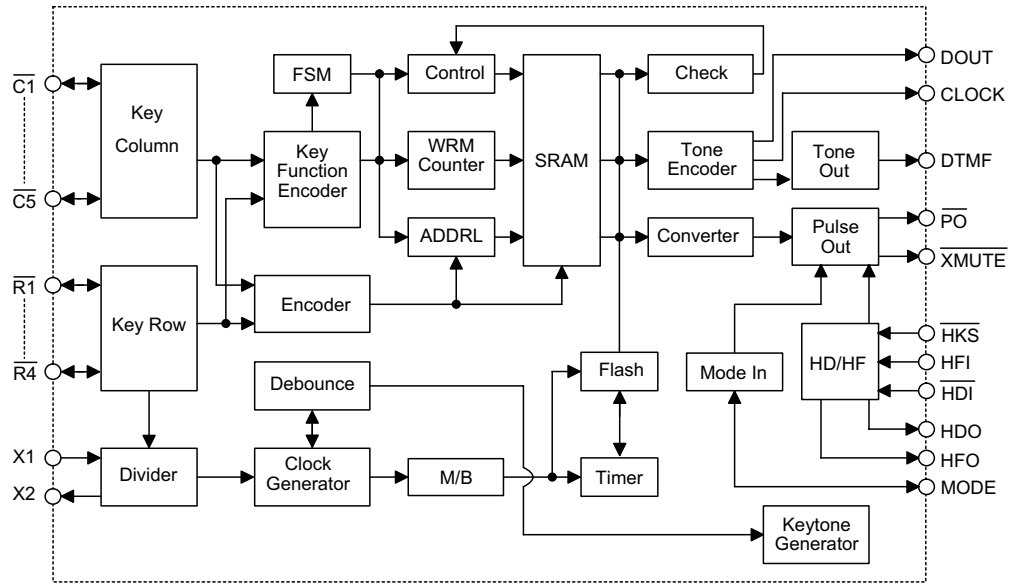 C1
C5
R1
R4
X1
X2
Key
Column
Key Row
Divider
FSM
Key
Function
Encoder
Encoder
Debounce
Clock
Generator
Control
WRM
Counter
ADDRL
M/B
SRAM
Flash
Timer
Check
Tone
Encoder
Converter
Mode In
Tone
Out
Pulse
Out
HD/HF
Keytone
Generator
DOUT
CLOCK
DTMF
PO
XMUTE
HKS
HFI
HDI
HDO
HFO
MODE